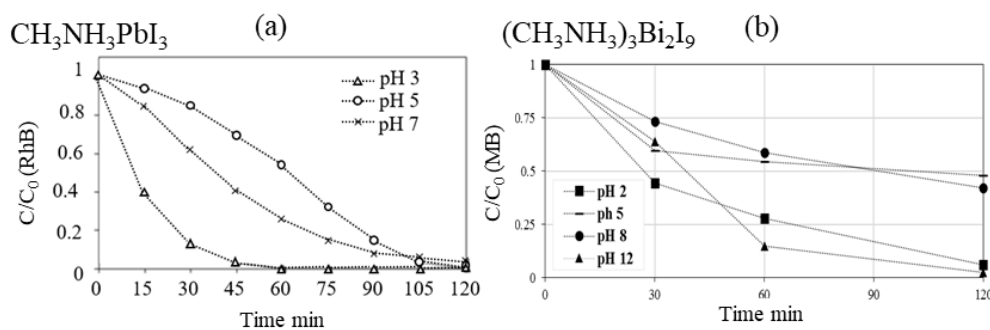 CH₃NH₃PbI₃
(a)
C/C₀ (RhB)
1
0.8
0.6
0.4
0.2
0
0 15 30 45 60 75 90 105 120
Time min
pH 3
pH 5
pH 7
(CH₃NH₃)₃Bi₂I₉
(b)
C/C₀ (MB)
1
0.75
0.5
0.25
0
0 30 60 90 120
Time min
pH 2
ph 5
pH 8
pH 12